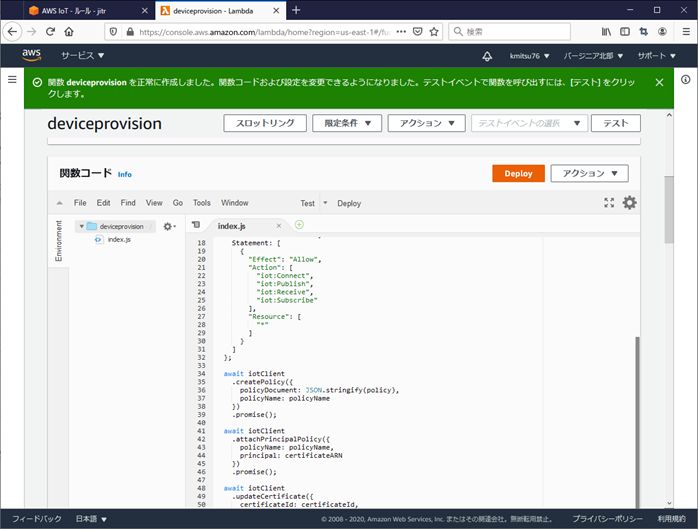 AWS IoT - ルール - jitr
deviceprovision - Lambda
https://console.aws.amazon.com/lambda/home?region=us-east-1#/fu
検索
aws
サービス
kmitsu76
バージニア北部
サポート
関数 deviceprovision を正常に作成しました。関数コードおよび設定を変更できるようになりました。テストイベントで関数を呼び出すには、[テスト] をクリックします。
deviceprovision
スロットリング
限定条件
アクション
テストイベントの選択
テスト
関数コード Info
Deploy
アクション
File Edit Find View Go Tools Window Test Deploy
Environment
deviceprovision /
index.js
index.js
18 Statement: [
19 {
20 "Effect": "Allow",
21 "Action": [
22 "iot:Connect",
23 "iot:Publish",
24 "iot:Receive",
25 "iot:Subscribe"
26 ],
27 "Resource": [
28 "*"
29 ]
30 }
31 ]
32 };
33
34 await iotClient
35 .createPolicy({
36 policyDocument: JSON.stringify(policy),
37 policyName: policyName
38 })
39 .promise();
40
41 await iotClient
42 .attachPrincipalPolicy({
43 policyName: policyName,
44 principal: certificateARN
45 })
46 .promise();
47
48 await iotClient
49 .updateCertificate({
50 certificateId: certificateId,
フィードバック
日本語
© 2008 - 2020, Amazon Web Services, Inc. またはその関連会社。無断転用禁止。
プライバシーポリシー
利用規約